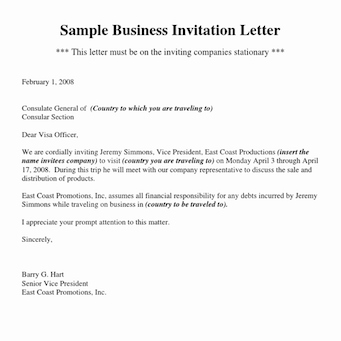 Sample Business Invitation Letter
*** This letter must be on the inviting companies stationary ***
February 1, 2008
Consulate General of (Country to which you are traveling to)
Consular Section
Dear Visa Officer,
We are cordially inviting Jeremy Simmons, Vice President, East Coast Productions (insert the
name invitees company) to visit (country you are traveling to) on Monday April 3 through April
17, 2008. During this trip he will meet with our company representative to discuss the sale and
distribution of products.
East Coast Promotions, Inc. assumes all financial responsibility for any debts incurred by Jeremy
Simmons while traveling on business in (country to be traveled to).
I appreciate your prompt attention to this matter.
Sincerely,
Barry G. Hart
Senior Vice President
East Coast Promotions, Inc.